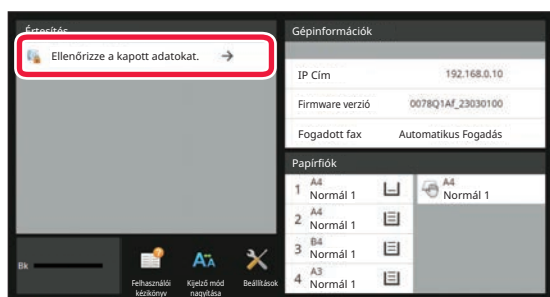 Értesítés
Ellenőrizze a kapott adatokat.
Bk
Felhasználói
kézikönyv
Kijelző mód
nagyítása
Beállítások
Gépinformációk
IP Cím 192.168.0.10
Firmware verzió 0078Q1Af_23030100
Fogadott fax Automatikus Fogadás
Papírfiók
1 A4
Normál 1
A4
Normál 1
2 A4
Normál 1
3 B4
Normál 1
4 A3
Normál 1